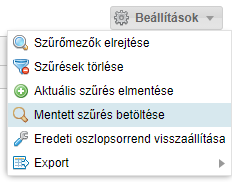 Beállítások
Szűrőmezők elrejtése
Szűrések törlése
Aktuális szűrés elmentése
Mentett szűrés betöltése
Eredeti oszlopsorrend visszaállítása
Export